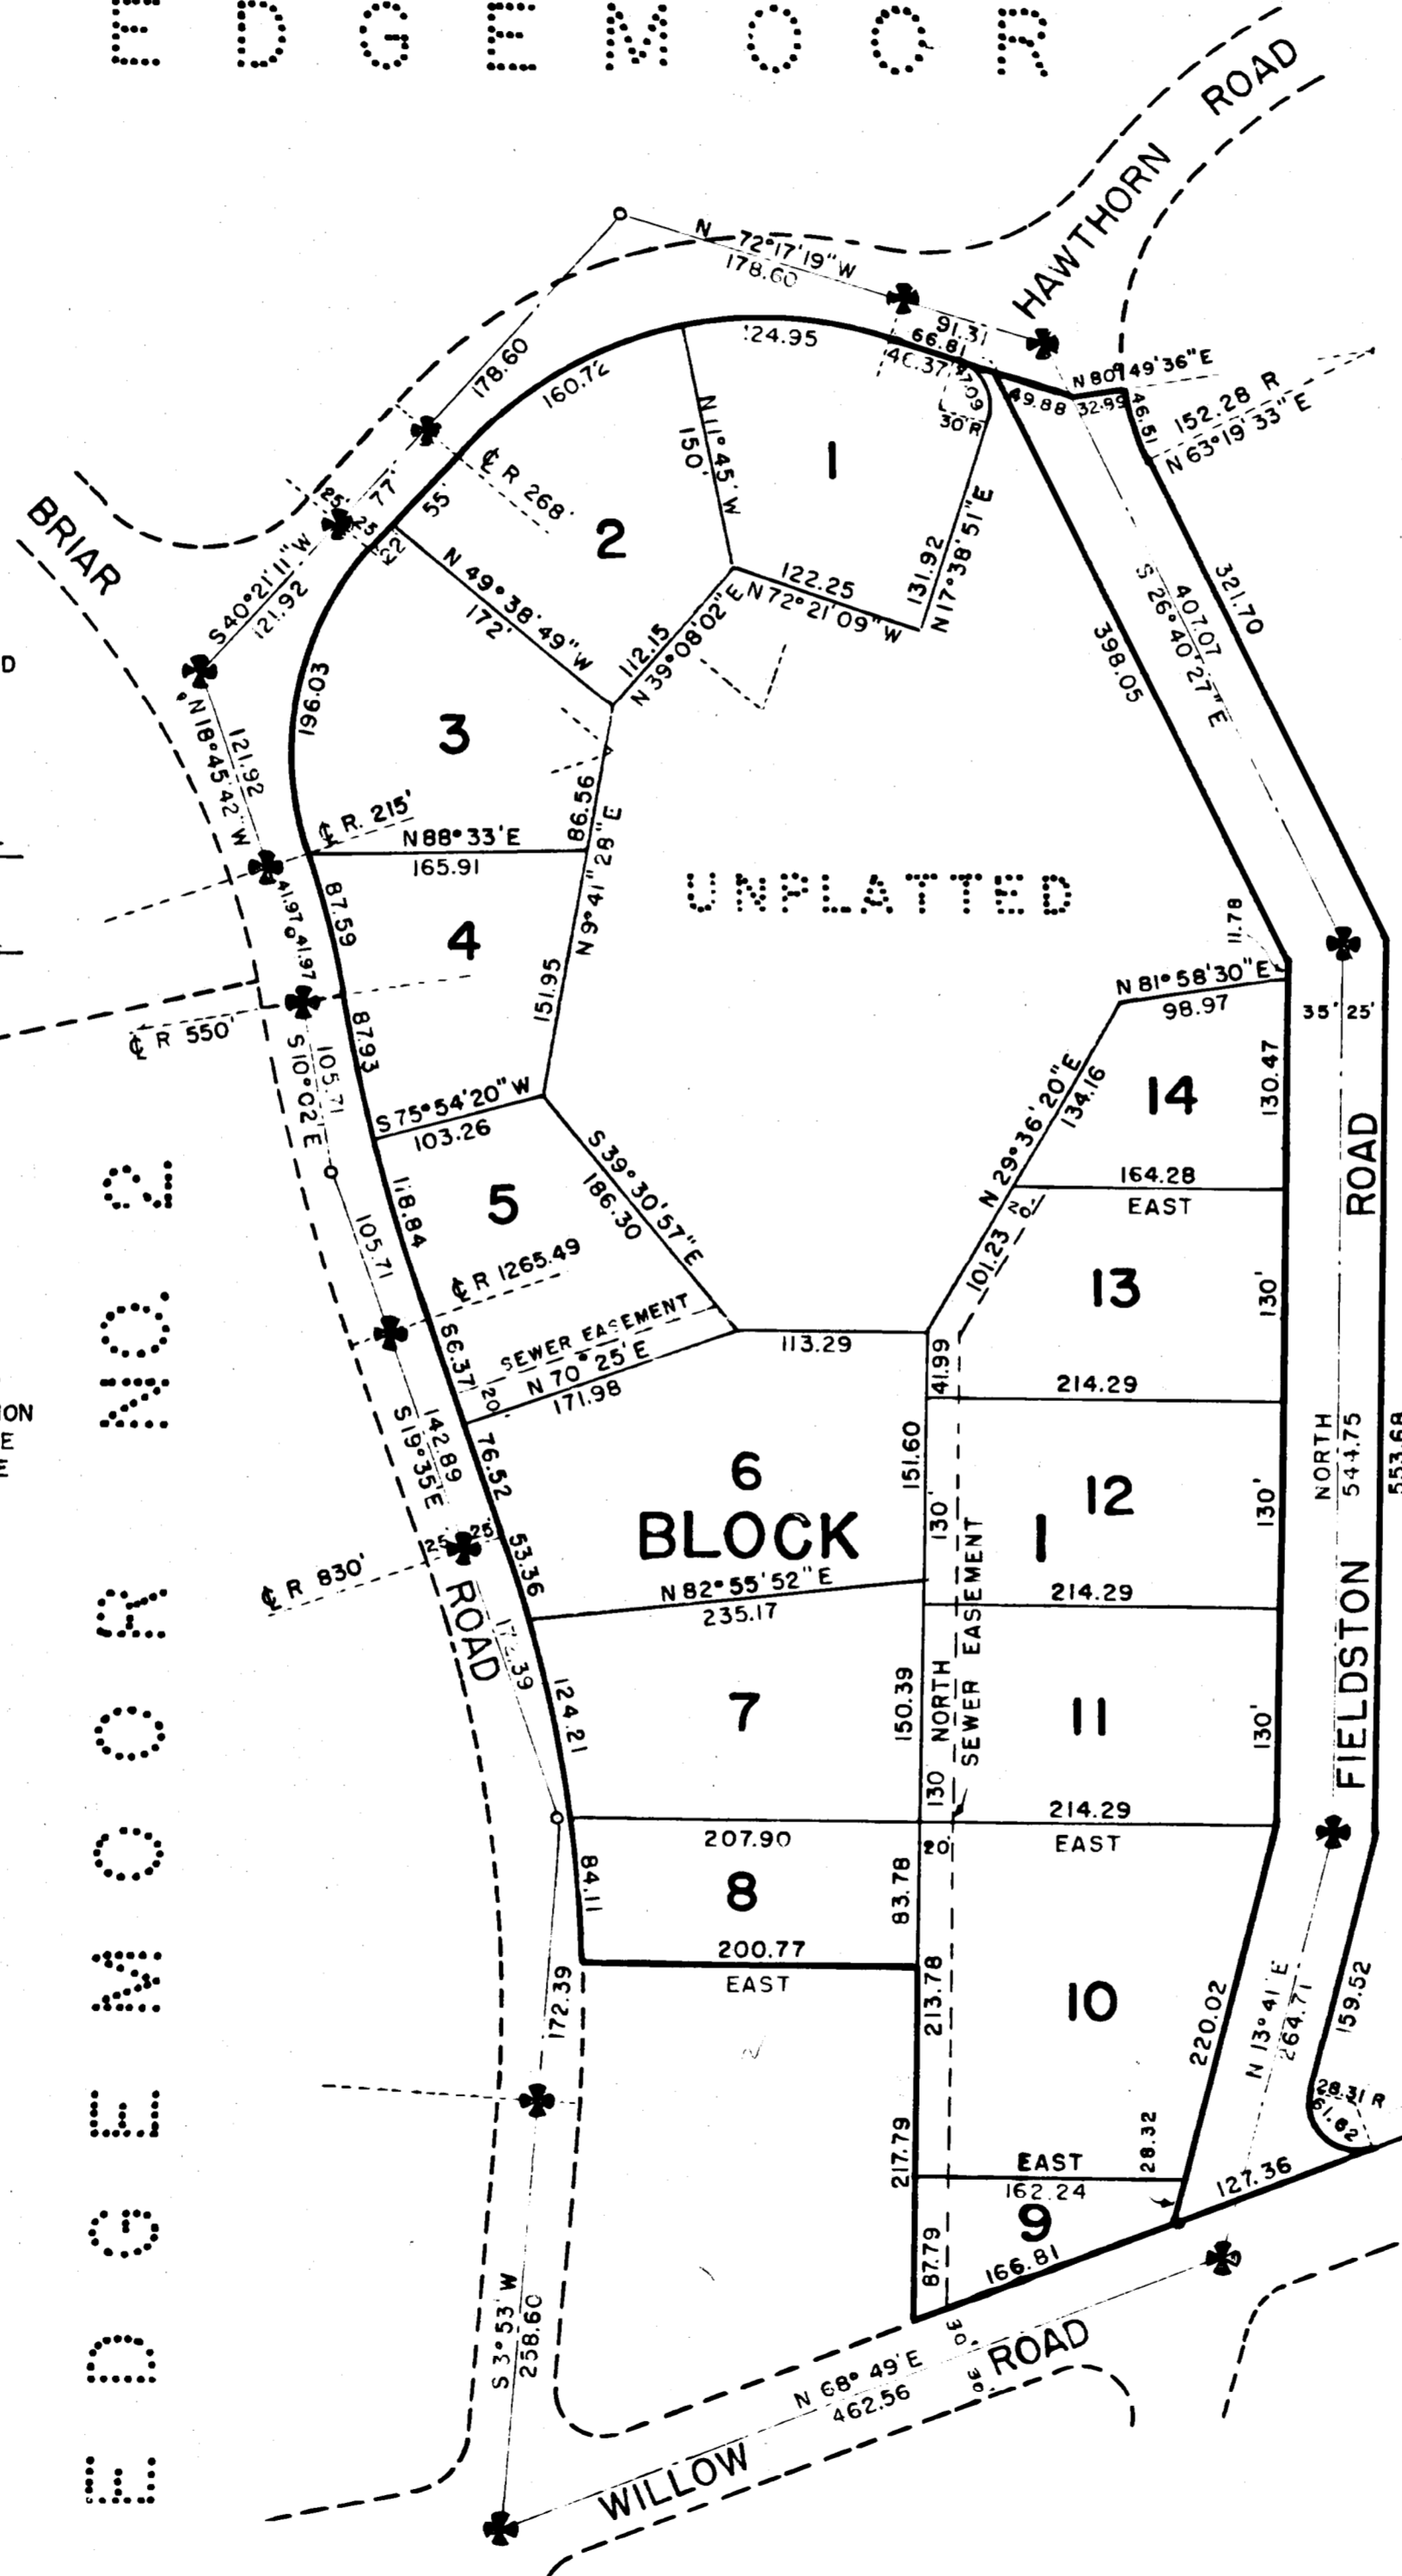 EDGEMOOR
HAWTHORN ROAD
N 72°17'19"W
178.60
91.31
66.81
124.95
46.37
47.09
30'R
49.88
N 80°49'36"E
32.99
46.51
152.28 R
N 63°19'33"E
178.60
160.72
N 11°45' W
150'
1
131.92
N 17°38'51"E
122.25
N 72°21'09"W
BRIAR
25'
77'
25
55'
22'
℄ R 268'
2
S 40°21'11"W
121.92
N 49°38'49"W
172'
112.15
N 39°08'02"E
S 26°40'27"E
407.07
321.70
398.05
D
N 18°45'42"W
121.92
196.03
3
℄ R. 215'
N 88°33'E
165.91
86.56
N 9°41'28"E
UNPLATTED
41.97
41.97
87.59
4
151.95
11.78
N 81°58'30"E
98.97
35' 25'
℄ R 550'
S 10°02'E
105.71
87.93
S 75°54'20"W
103.26
N 29°36'20"E
134.16
14
130.47
ROAD
164.28
EAST
20'
105.71
118.84
5
S 39°30'57"E
186.30
℄ R 1265.49
101.23
13
130'
SEWER EASEMENT
N 70°25'E
171.98
20'
66.37
113.29
41.99
214.29
ION
E
E
S 19°35'E
142.89
76.52
6
BLOCK 1
151.60
130'
12
130'
NORTH
544.75
553.68
25' 25'
℄ R 830'
53.36
N 82°55'52"E
235.17
214.29
SEWER EASEMENT
ROAD
172.39
124.21
7
150.39
130 NORTH
11
130'
FIELDSTON
207.90
214.29
EAST
20'
84.11
8
83.78
200.77
EAST
172.39
213.78
10
220.02
N 13°41'E
264.71
159.52
28.31 R
61.62
217.79
EAST
162.24
28.32
127.36
9
87.79
166.81
S 3°53' W
258.60
30'
30'
N 68°49'E
462.56
WILLOW ROAD
EDGEMOOR NO. 2